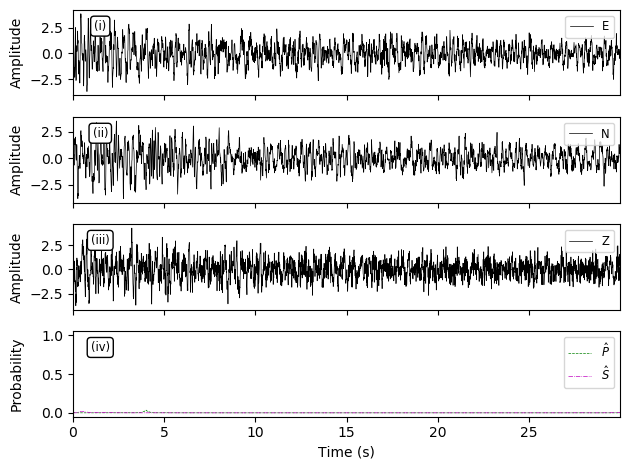 (i)
E
Amplitude
2.5
0.0
−2.5
(ii)
N
Amplitude
2.5
0.0
−2.5
(iii)
Z
Amplitude
2.5
0.0
−2.5
(iv)
P̂
Ŝ
Probability
1.0
0.5
0.0
0 5 10 15 20 25
Time (s)